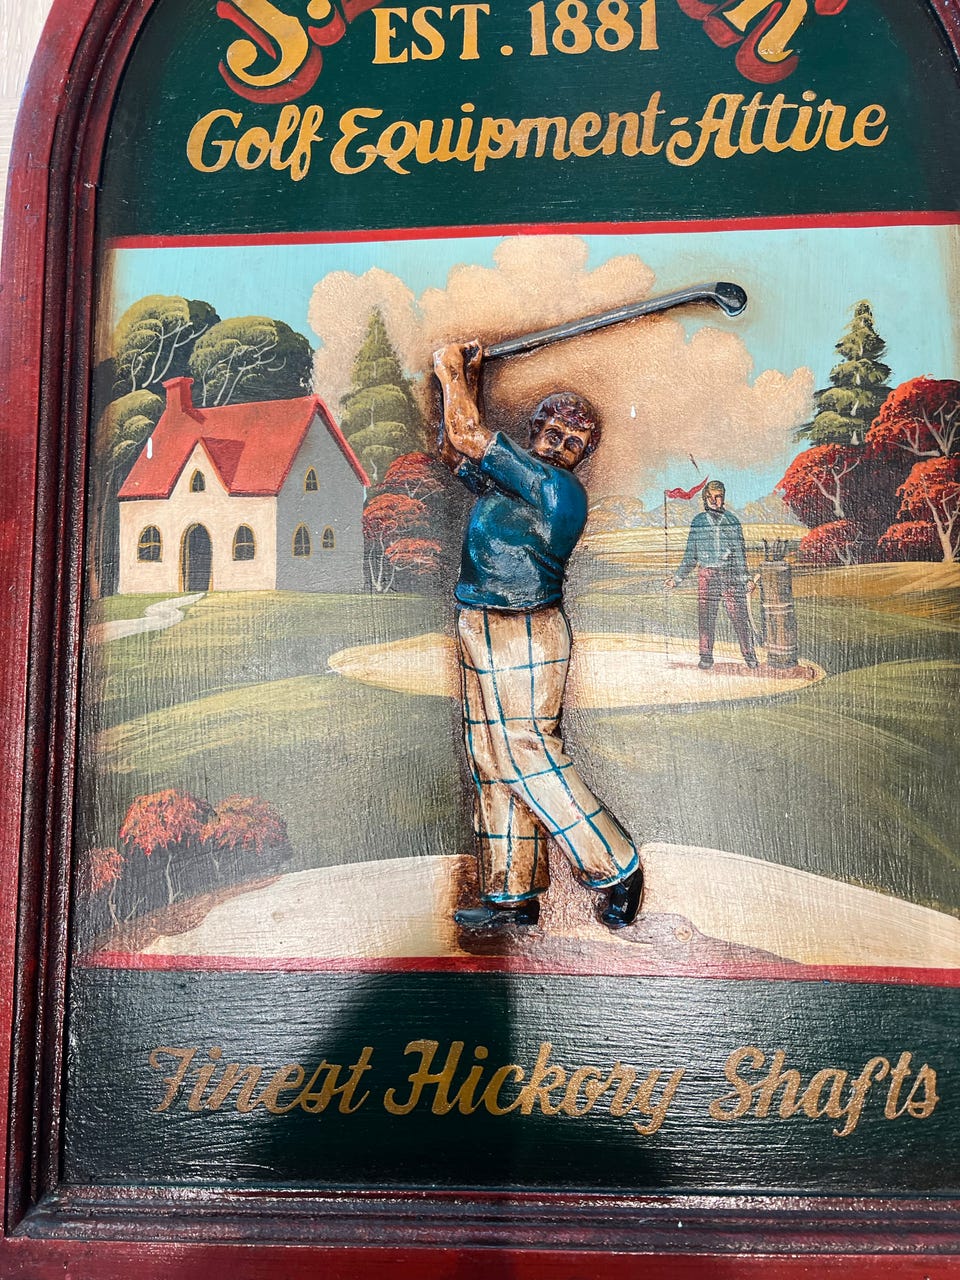 EST. 1881
Golf Equipment-Attire
Finest Hickory Shafts